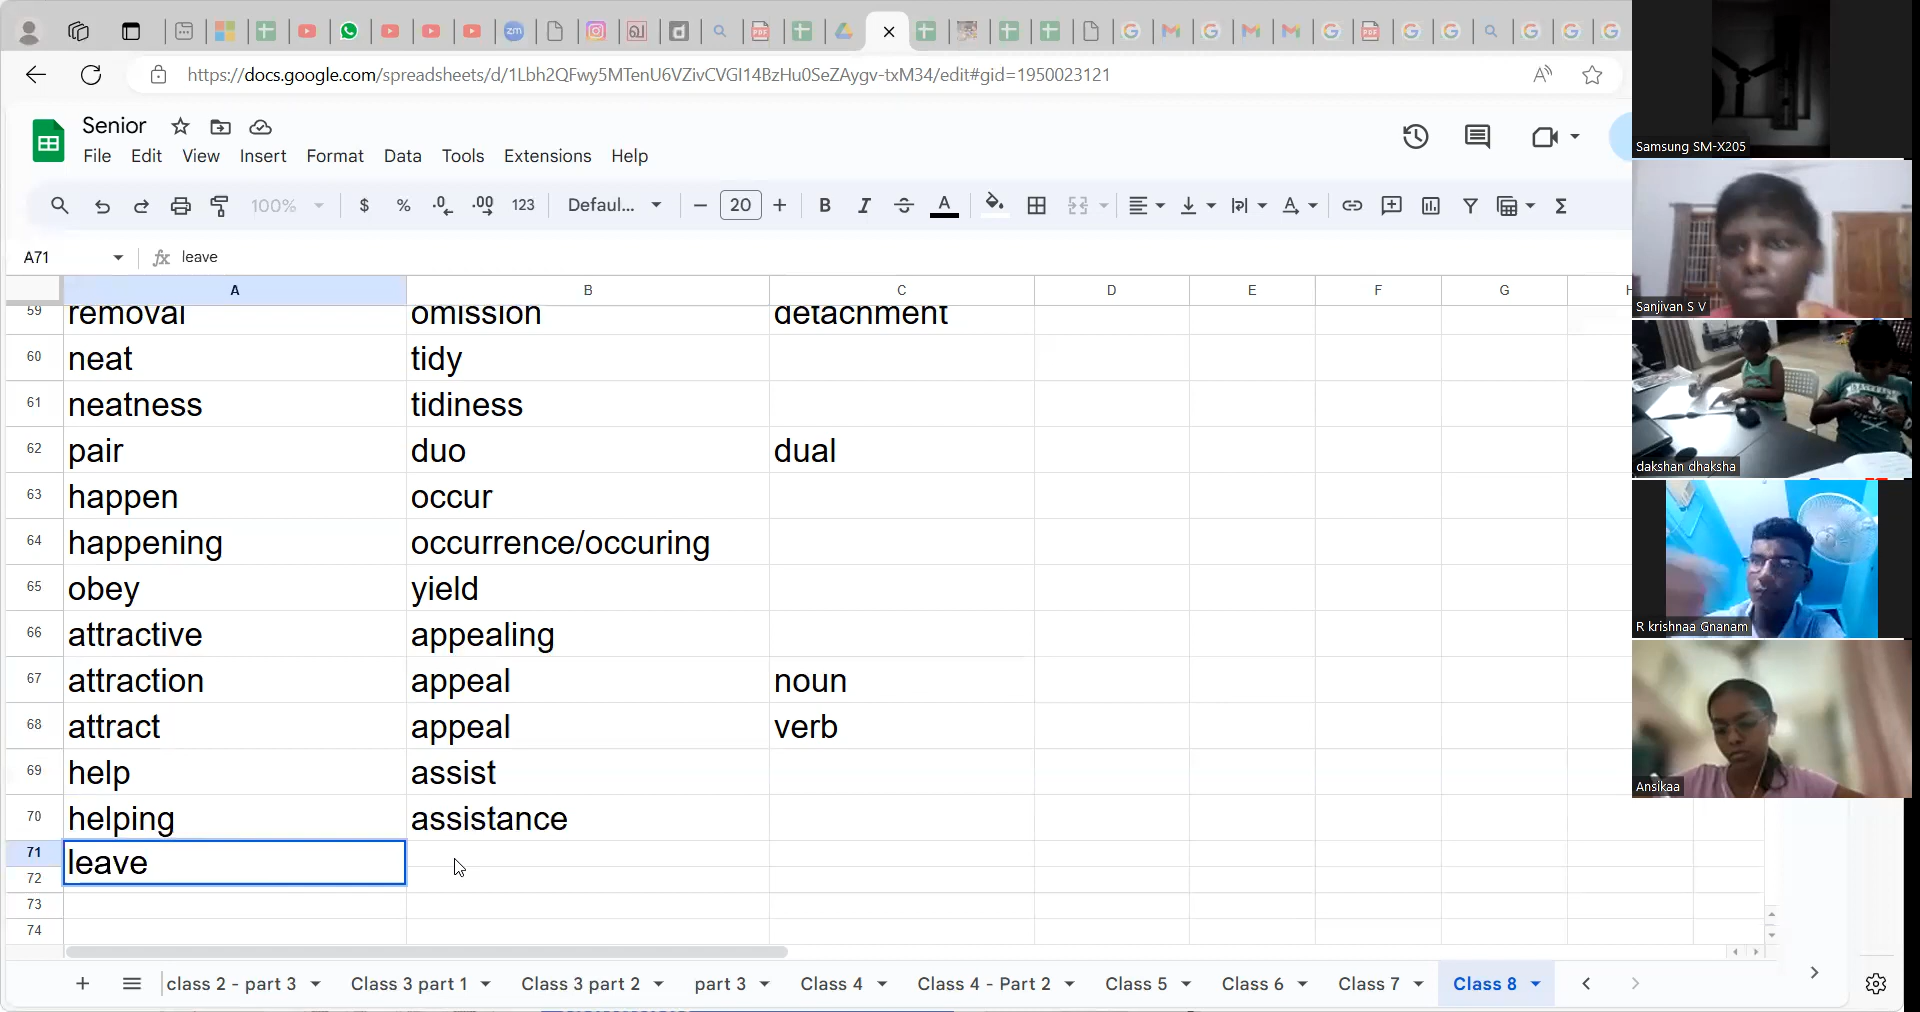 https://docs.google.com/spreadsheets/d/1Lbh2QFwy5MTenU6VZivCVGI14BzHu0SeZAygv-txM34/edit#gid=1950023121
Senior
File Edit View Insert Format Data Tools Extensions Help
100% $ % .0 .00 123 Defaul... 20 B I A
A71 fx leave
A B C D E F G H
59 removal omission detachment
60 neat tidy
61 neatness tidiness
62 pair duo dual
63 happen occur
64 happening occurrence/occuring
65 obey yield
66 attractive appealing
67 attraction appeal noun
68 attract appeal verb
69 help assist
70 helping assistance
71 leave
72
73
74
class 2 - part 3 Class 3 part 1 Class 3 part 2 part 3 Class 4 Class 4 - Part 2 Class 5 Class 6 Class 7 Class 8
Samsung SM-X205
Sanjivan S V
dakshan dhaksha
R krishnaa Gnanam
Ansikaa